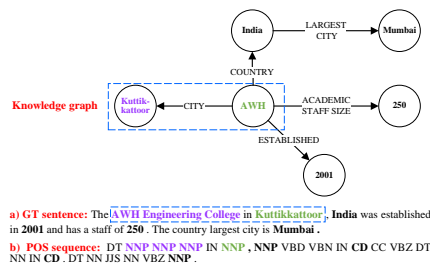 LARGEST
CITY
India
Mumbai
COUNTRY
Knowledge graph
Kuttik-
kattoor
CITY
AWH
ACADEMIC
STAFF SIZE
250
ESTABLISHED
2001
a) GT sentence: The AWH Engineering College in Kuttikkattoor , India was established
in 2001 and has a staff of 250 . The country largest city is Mumbai .
b) POS sequence: DT NNP NNP NNP IN NNP , NNP VBD VBN IN CD CC VBZ DT
NN IN CD . DT NN JJS NN VBZ NNP .